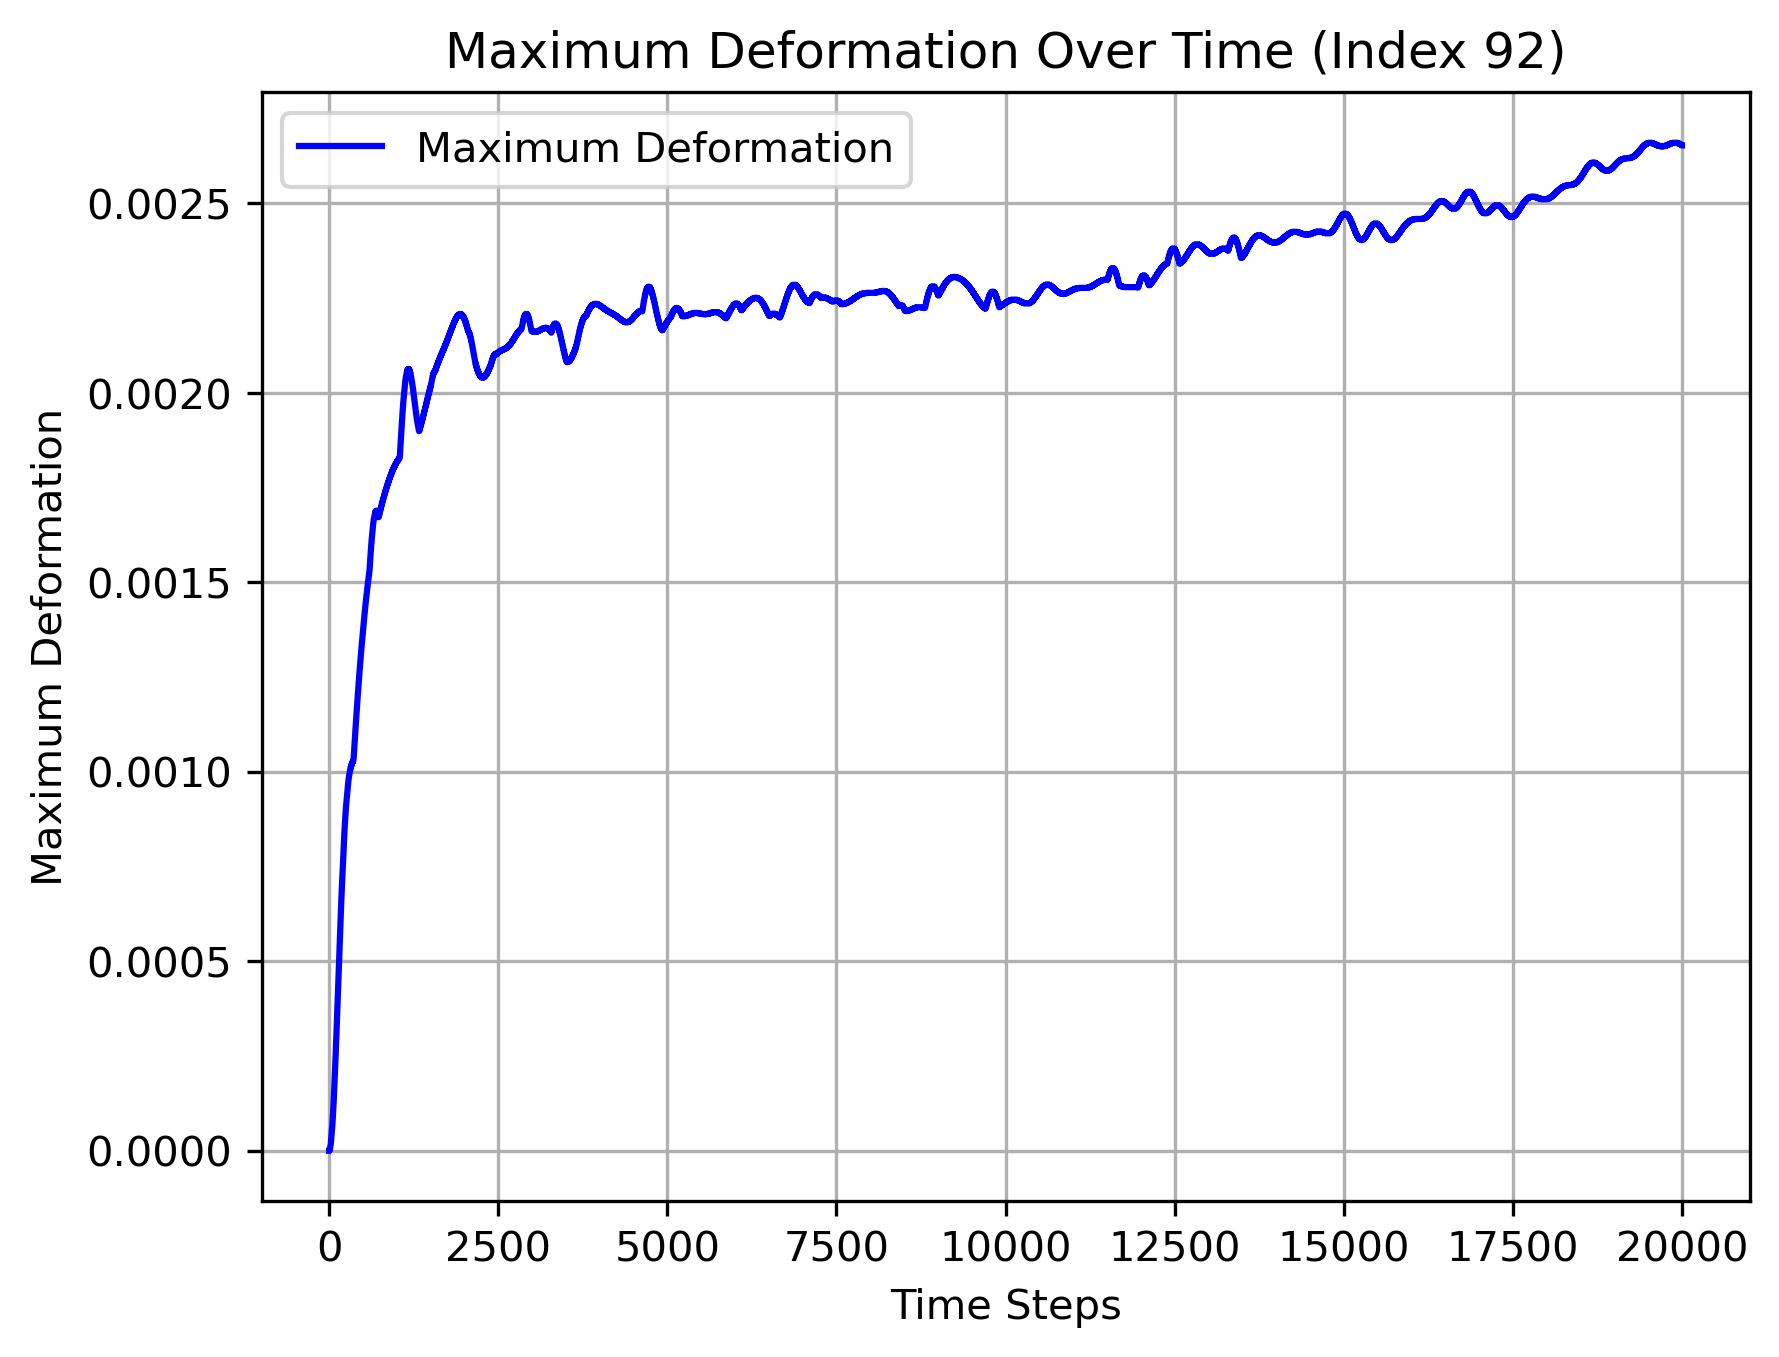 Maximum Deformation Over Time (Index 92)
Maximum Deformation
Maximum Deformation
0.0025
0.0020
0.0015
0.0010
0.0005
0.0000
0 2500 5000 7500 10000 12500 15000 17500 20000
Time Steps